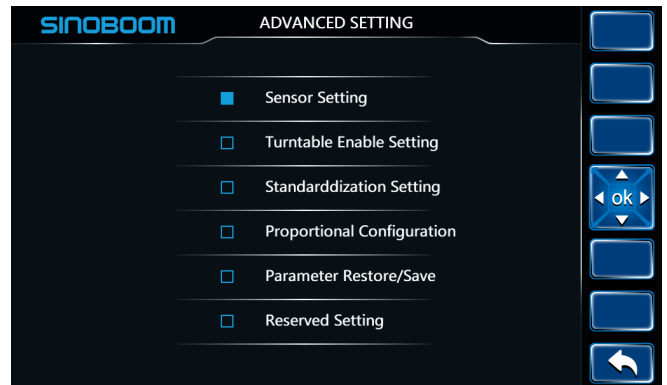 SINOBOOM
ADVANCED SETTING
Sensor Setting
Turntable Enable Setting
Standarddization Setting
Proportional Configuration
ok
Parameter Restore/Save
Reserved Setting